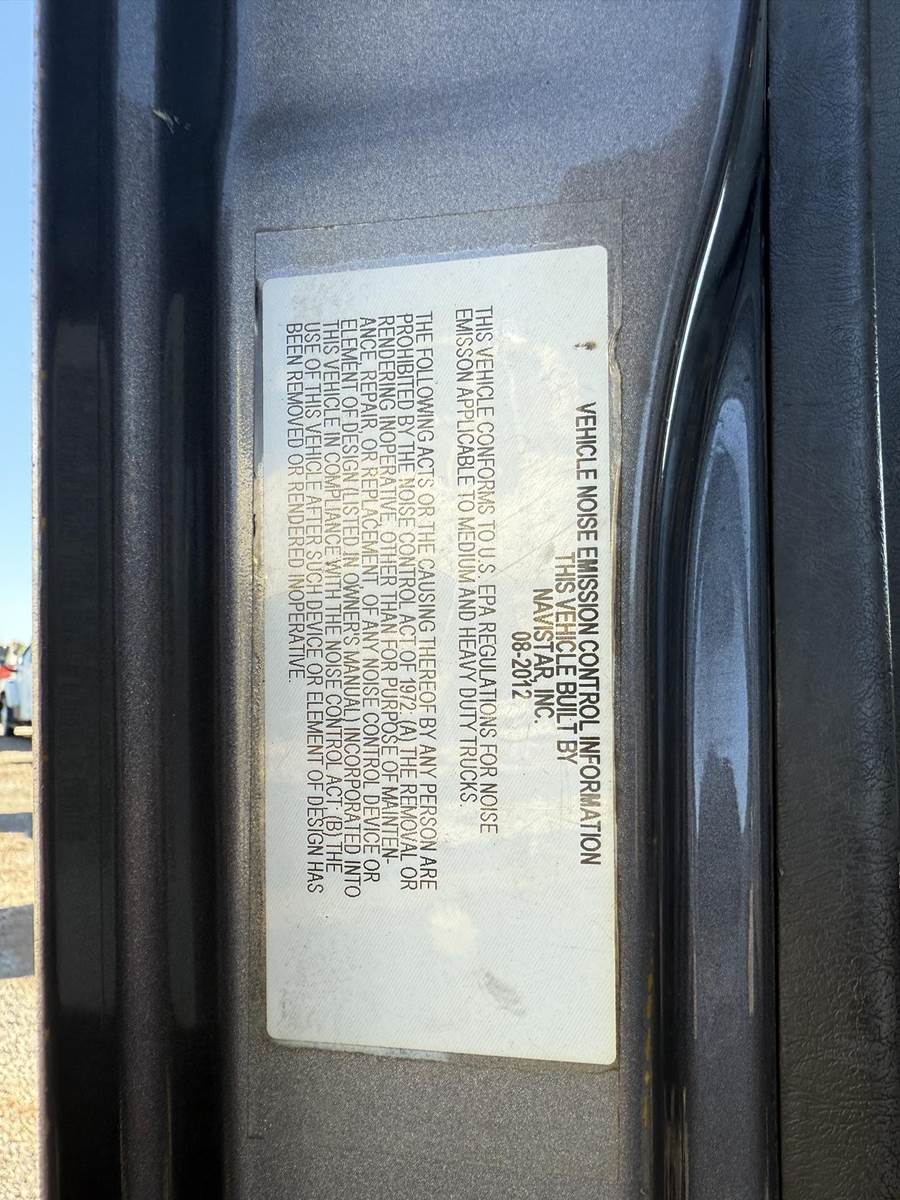 VEHICLE NOISE EMISSION CONTROL INFORMATION
THIS VEHICLE BUILT BY
NAVISTAR, INC.
08-2012
THIS VEHICLE CONFORMS TO U.S. EPA REGULATIONS FOR NOISE
EMISSON APPLICABLE TO MEDIUM AND HEAVY DUTY TRUCKS.
THE FOLLOWING ACTS OR THE CAUSING THEREOF BY ANY PERSON ARE
PROHIBITED BY THE NOISE CONTROL ACT OF 1972. (A) THE REMOVAL OR
RENDERING INOPERATIVE, OTHER THAN FOR PURPOSE OF MAINTEN-
ANCE, REPAIR, OR REPLACEMENT, OF ANY NOISE CONTROL DEVICE OR
ELEMENT OF DESIGN (LISTED IN OWNER'S MANUAL) INCORPORATED INTO
THIS VEHICLE IN COMPLIANCE WITH THE NOISE CONTROL ACT, (B) THE
USE OF THIS VEHICLE AFTER SUCH DEVICE OR ELEMENT OF DESIGN HAS
BEEN REMOVED OR RENDERED INOPERATIVE.